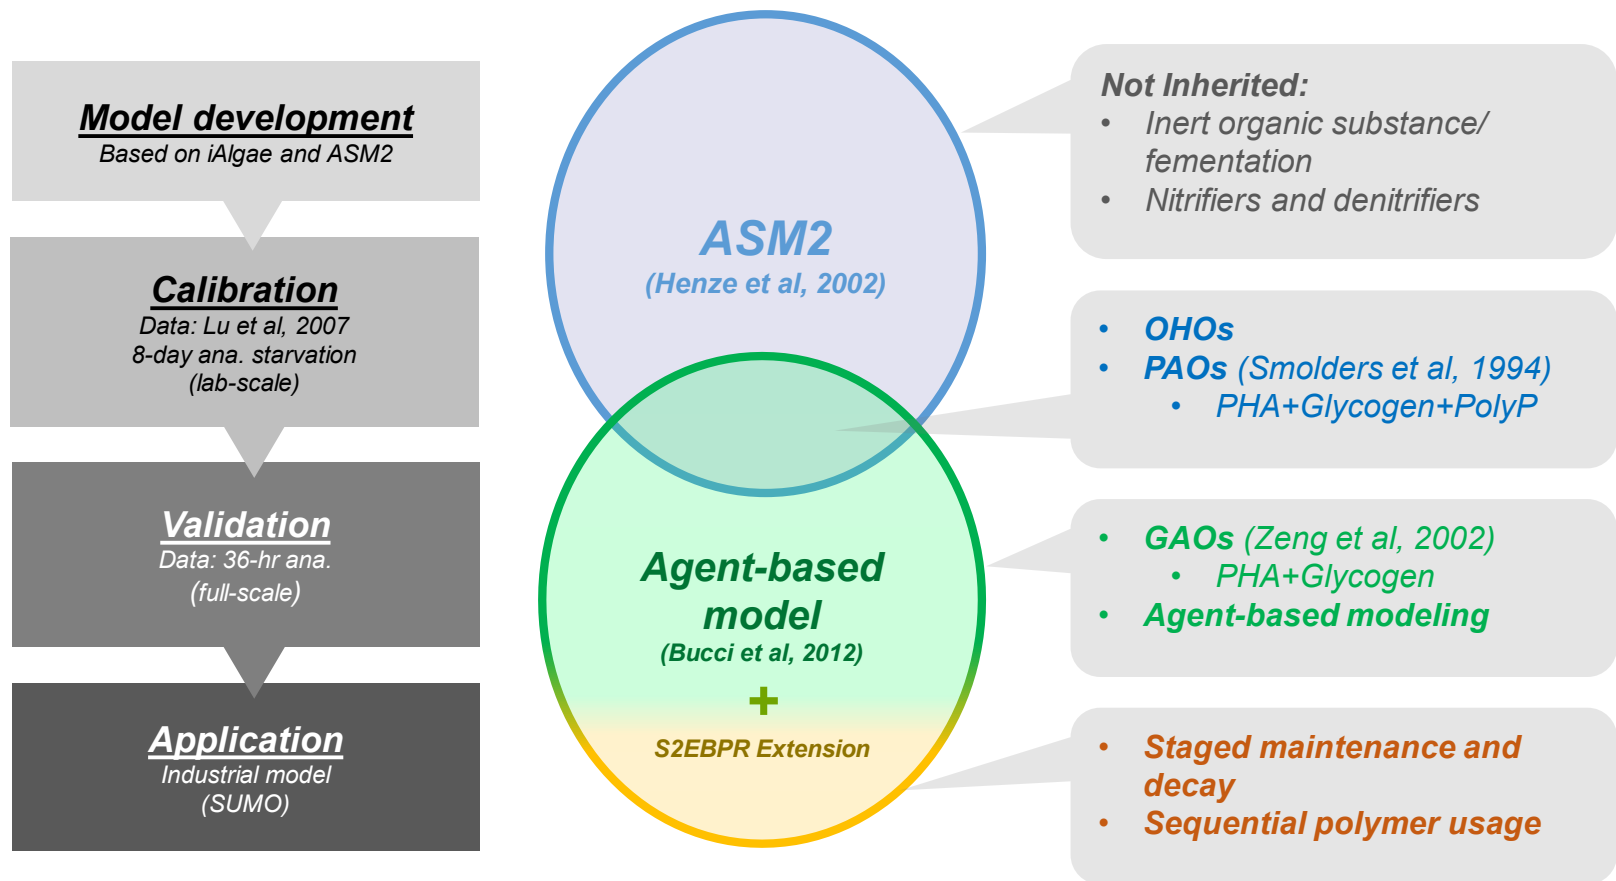 Model development
Based on iAlgae and ASM2
Calibration
Data: Lu et al, 2007
8-day ana. starvation
(lab-scale)
Validation
Data: 36-hr ana.
(full-scale)
Application
Industrial model
(SUMO)
ASM2
(Henze et al, 2002)
Agent-based
model
(Bucci et al, 2012)
+
S2EBPR Extension
Not Inherited:
• Inert organic substance/
fementation
• Nitrifiers and denitrifiers
• OHOs
• PAOs (Smolders et al, 1994)
• PHA+Glycogen+PolyP
• GAOs (Zeng et al, 2002)
• PHA+Glycogen
• Agent-based modeling
• Staged maintenance and
decay
• Sequential polymer usage